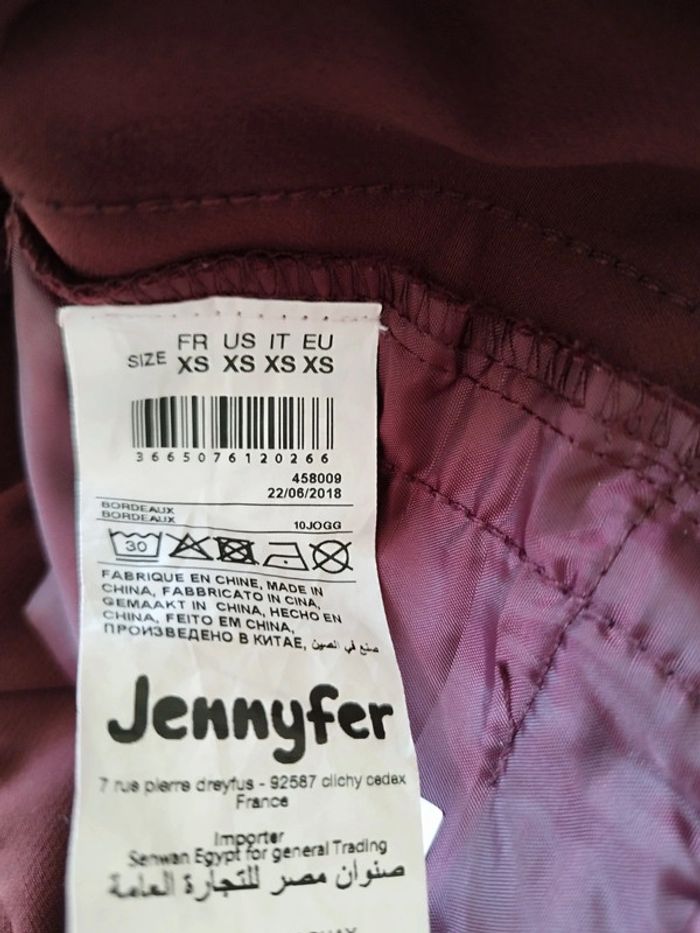 FR US IT EU
SIZE XS XS XS XS
3665076120266
458009
22/06/2018
BORDEAUX
BORDEAUX
10JOGG
30
FABRIQUE EN CHINE, MADE IN
CHINA, FABBRICATO IN CINA,
GEMAAKT IN CHINA, HECHO EN
CHINA, FEITO EM CHINA,
ПРОИЗВЕДЕНО В КИТАЕ, صنع في الصين
Jennyfer
7 rue pierre dreyfus - 92587 clichy cedex
France
Importer
Senwan Egypt for general Trading
صنوان مصر للتجارة العامة